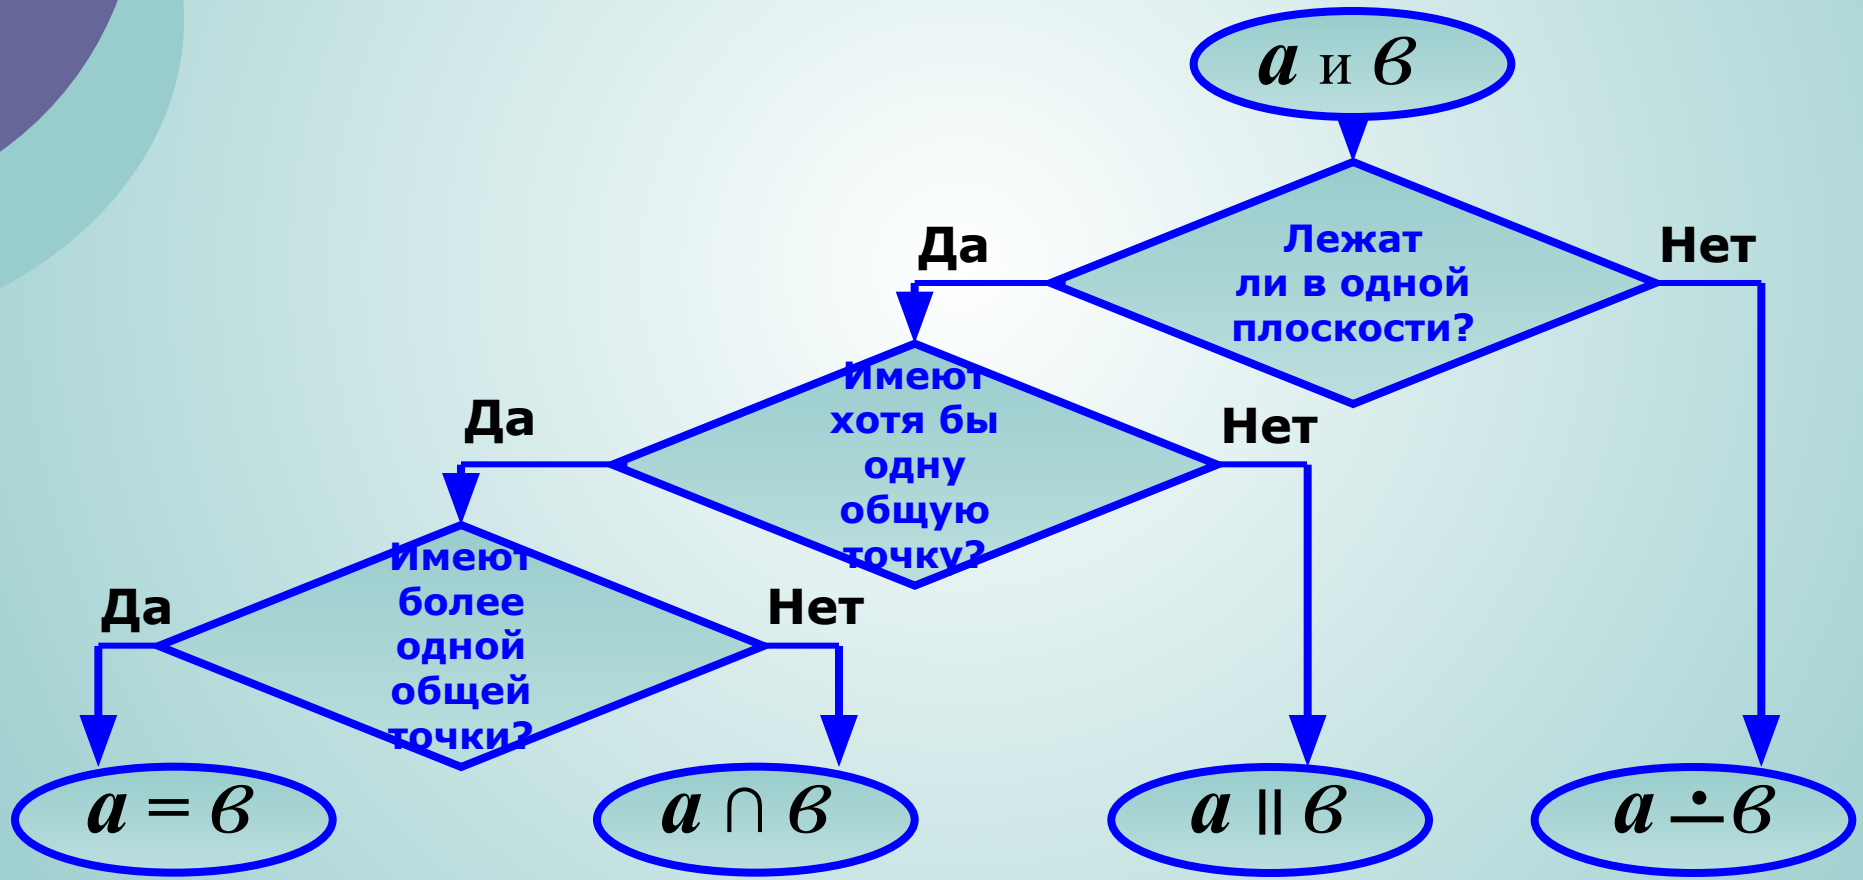 а и в
Да
Лежат
ли в одной
плоскости?
Нет
Да
Имеют
хотя бы
одну
общую
точку?
Нет
Да
Имеют
более
одной
общей
точки?
Нет
а = в
а ∩ в
а || в
а ∸ в